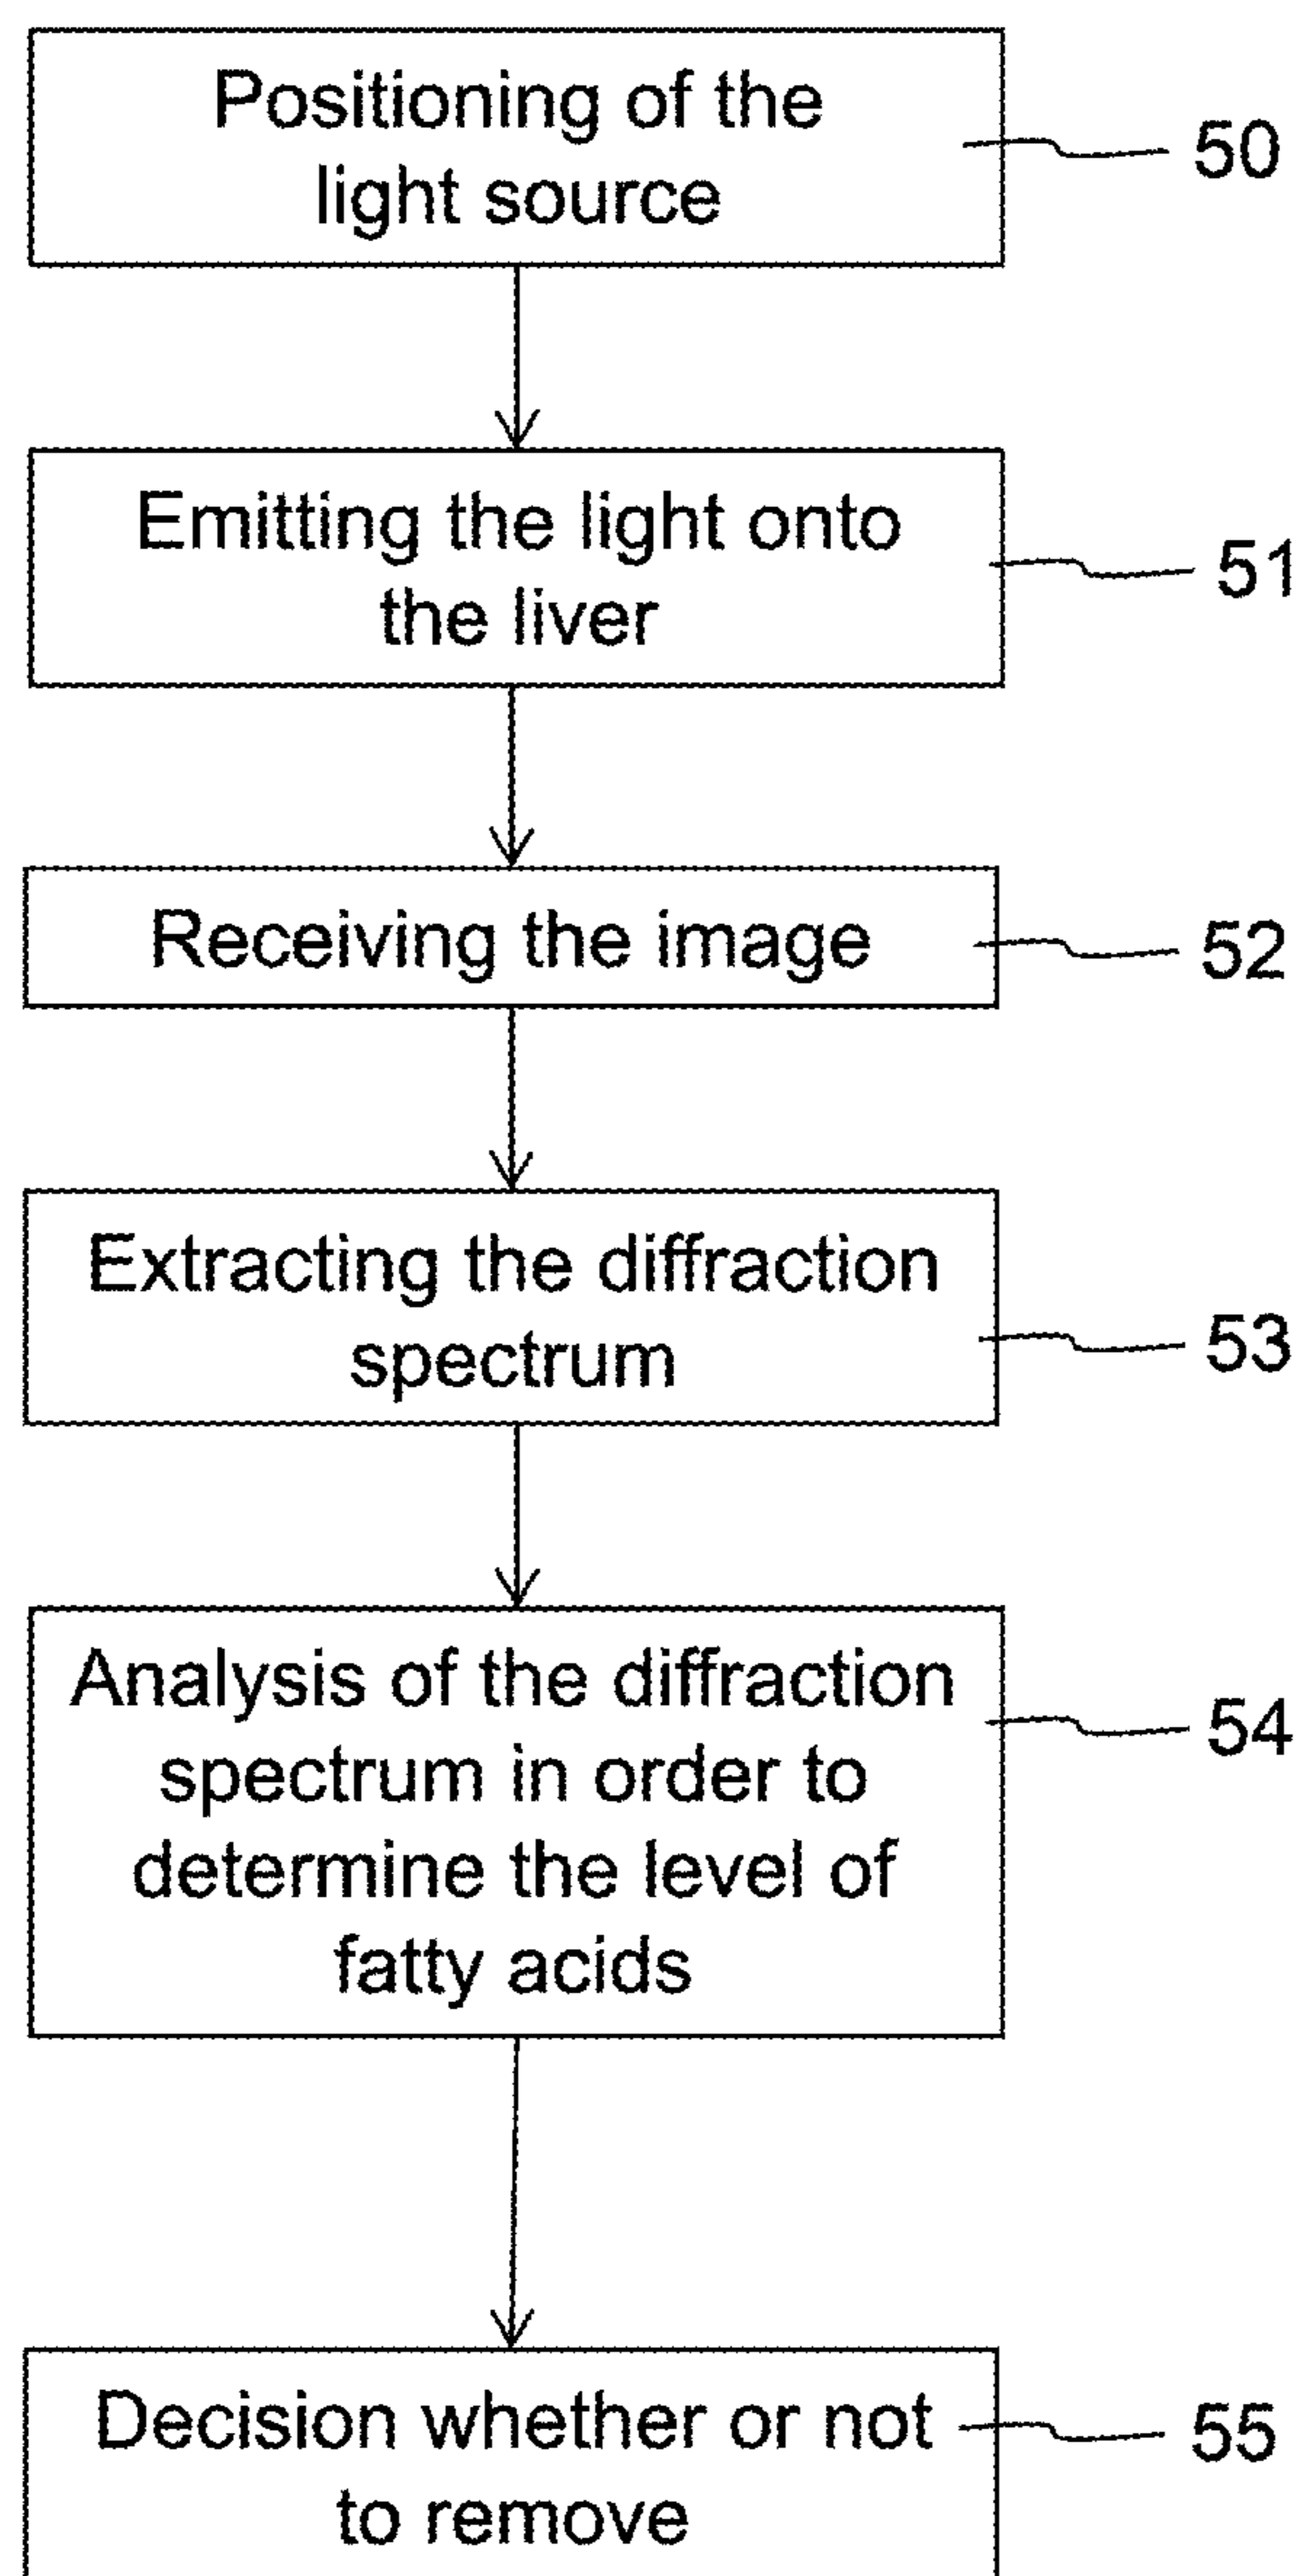 Positioning of the
light source
50
Emitting the light onto
the liver
51
Receiving the image
52
Extracting the diffraction
spectrum
53
Analysis of the diffraction
spectrum in order to
determine the level of
fatty acids
54
Decision whether or not
to remove
55